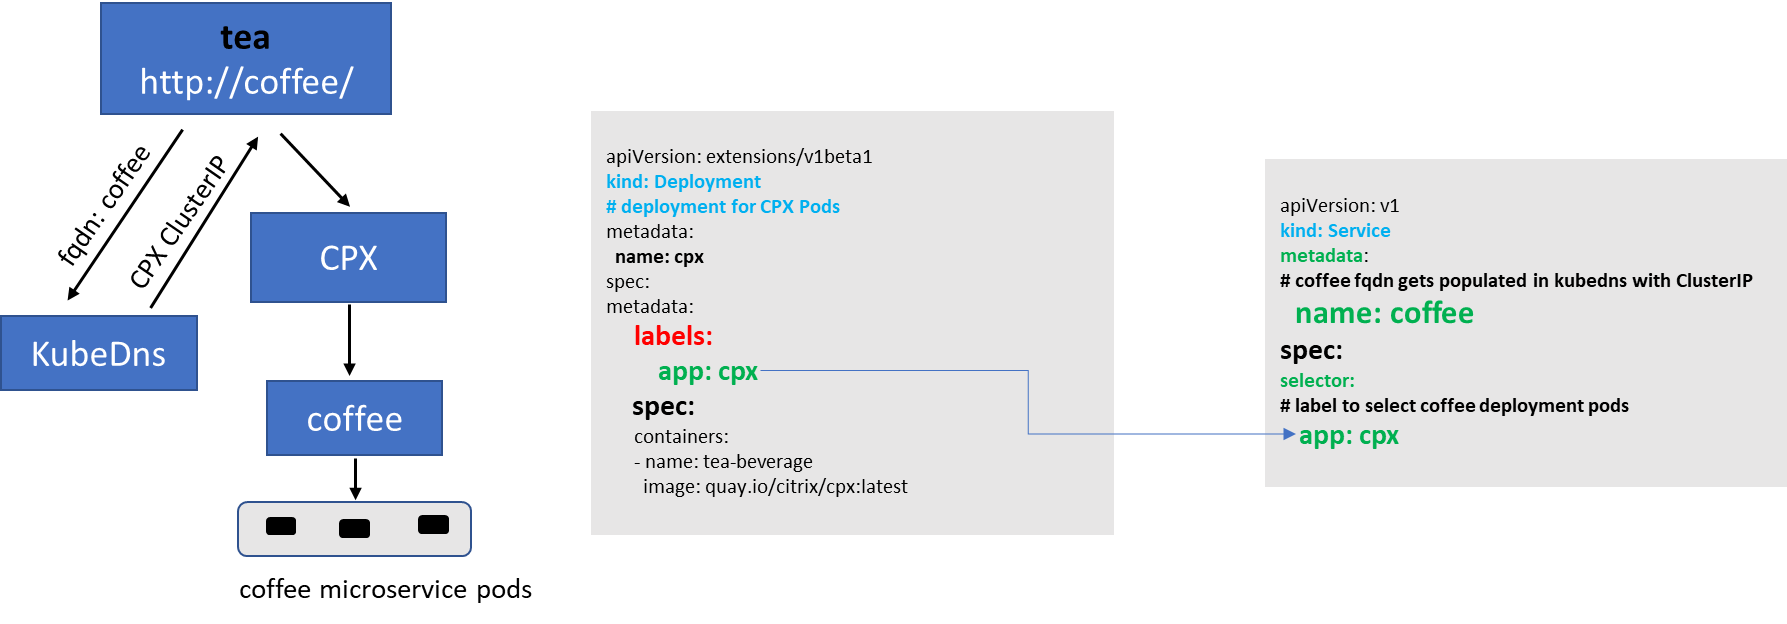 tea
http://coffee/
fqdn: coffee
CPX ClusterIP
CPX
KubeDns
coffee
coffee microservice pods
apiVersion: extensions/v1beta1
kind: Deployment
# deployment for CPX Pods
metadata:
name: cpx
spec:
metadata:
labels:
app: cpx
spec:
containers:
- name: tea-beverage
image: quay.io/citrix/cpx:latest
apiVersion: v1
kind: Service
metadata:
# coffee fqdn gets populated in kubedns with ClusterIP
name: coffee
spec:
selector:
# label to select coffee deployment pods
app: cpx